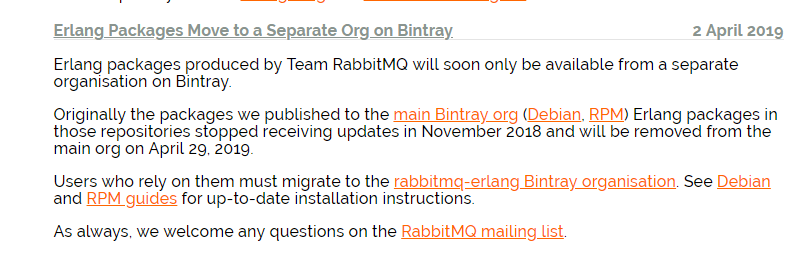 Erlang Packages Move to a Separate Org on Bintray 2 April 2019
Erlang packages produced by Team RabbitMQ will soon only be available from a separate
organisation on Bintray.
Originally the packages we published to the main Bintray org (Debian, RPM) Erlang packages in
those repositories stopped receiving updates in November 2018 and will be removed from the
main org on April 29, 2019.
Users who rely on them must migrate to the rabbitmq-erlang Bintray organisation. See Debian
and RPM guides for up-to-date installation instructions.
As always, we welcome any questions on the RabbitMQ mailing list.